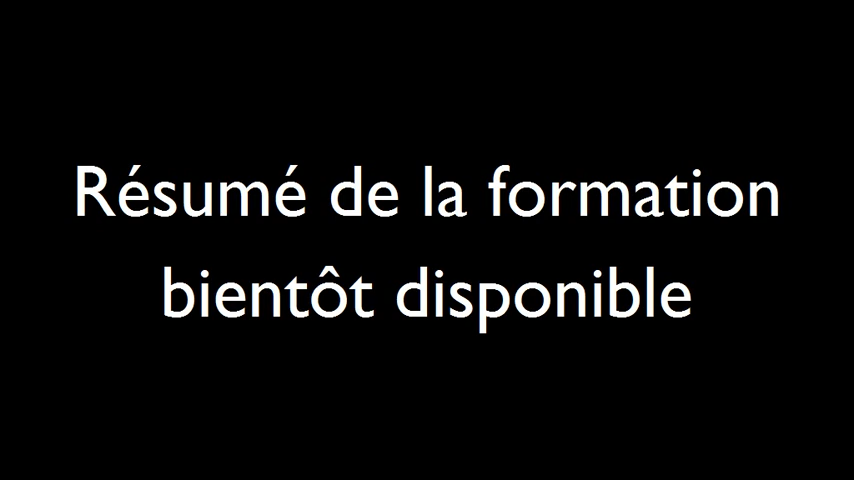 Résumé de la formation
bientôt disponible